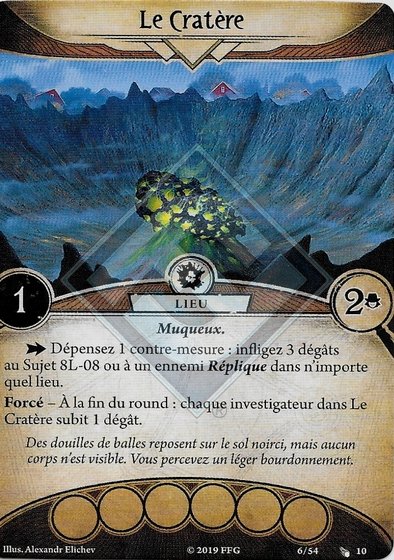 Le Cratère
1
LIEU
2
Muqueux.
Dépensez 1 contre-mesure : infligez 3 dégâts
au Sujet 8L-08 ou à un ennemi Réplique dans n'importe
quel lieu.
Forcé – À la fin du round : chaque investigateur dans Le
Cratère subit 1 dégât.
Des douilles de balles reposent sur le sol noirci, mais aucun
corps n'est visible. Vous percevez un léger bourdonnement.
Illus. Alexandr Elichev © 2019 FFG 6/54 10